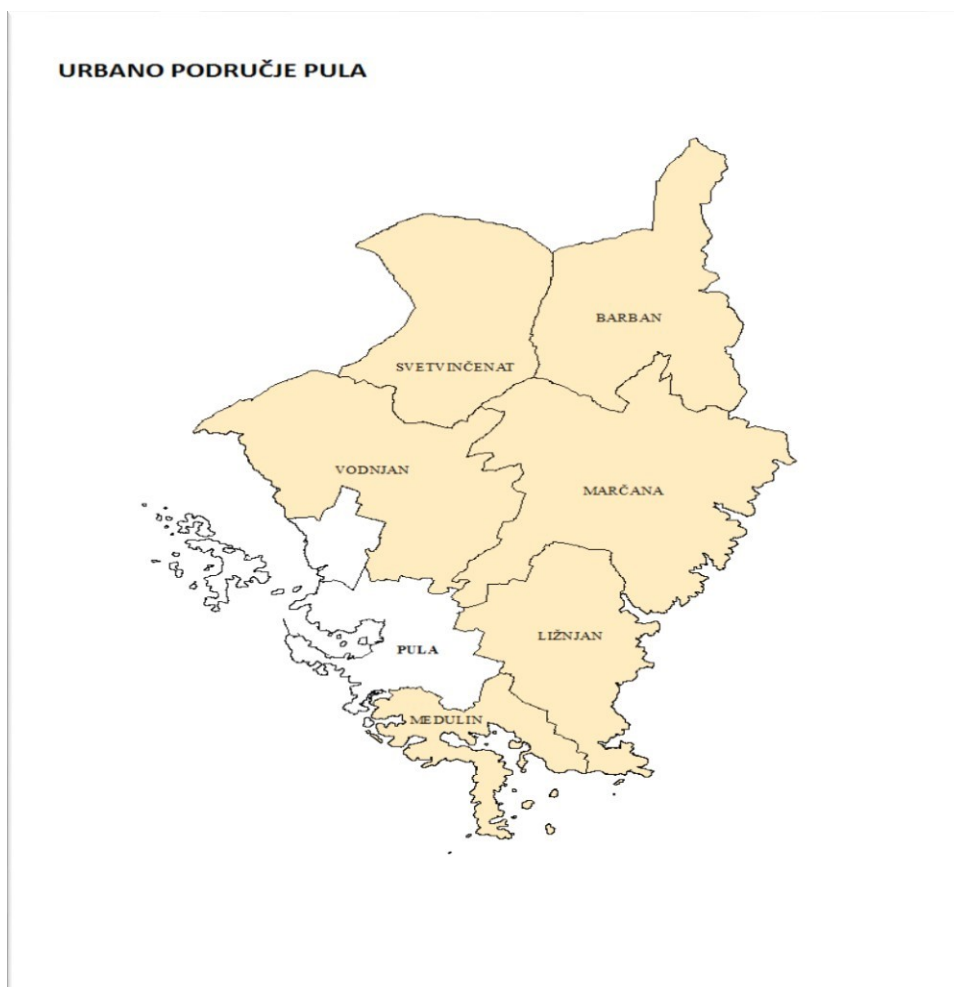 URBANO PODRUČJE PULA
BARBAN
SVETVINČENAT
VODNJAN
MARČANA
LIŽNJAN
PULA
MEDULIN